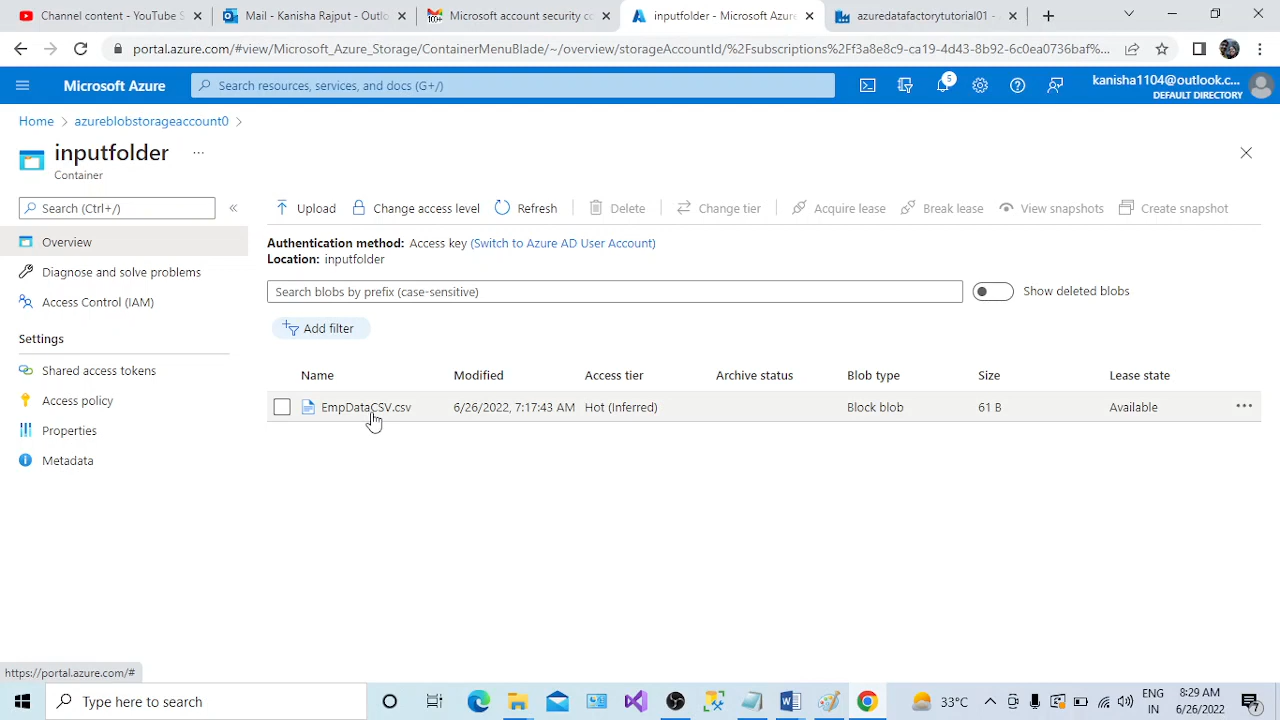 Channel content - YouTube S
Mail - Kanisha Rajput - Outlo
Microsoft account security co
inputfolder - Microsoft Azure
azuredatafactorytutorial01 -
portal.azure.com/#view/Microsoft_Azure_Storage/ContainerMenuBlade/~/overview/storageAccountId/%2Fsubscriptions%2Ff3a8e8c9-ca19-4d43-8b92-6c0ea0736baf%...
Microsoft Azure
Search resources, services, and docs (G+/)
5
kanisha1104@outlook.c...
DEFAULT DIRECTORY
Home > azureblobstorageaccount0 >
inputfolder ...
Container
Search (Ctrl+/) «
Upload Change access level Refresh Delete Change tier Acquire lease Break lease View snapshots Create snapshot
Overview
Diagnose and solve problems
Access Control (IAM)
Settings
Shared access tokens
Access policy
Properties
Metadata
Authentication method: Access key (Switch to Azure AD User Account)
Location: inputfolder
Search blobs by prefix (case-sensitive)
Show deleted blobs
Add filter
Name Modified Access tier Archive status Blob type Size Lease state
EmpDataCSV.csv 6/26/2022, 7:17:43 AM Hot (Inferred) Block blob 61 B Available ...
https://portal.azure.com/#
Type here to search
33°C
ENG
IN
8:29 AM
6/26/2022
7